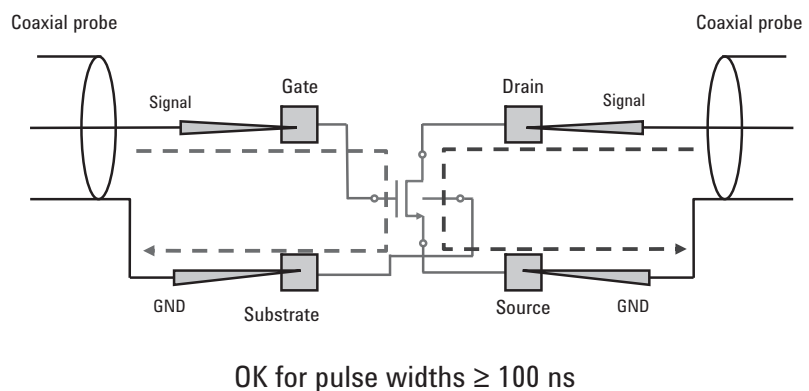 Coaxial probe
Coaxial probe
Gate
Drain
Signal
Signal
GND
Substrate
Source
GND
OK for pulse widths ≥ 100 ns